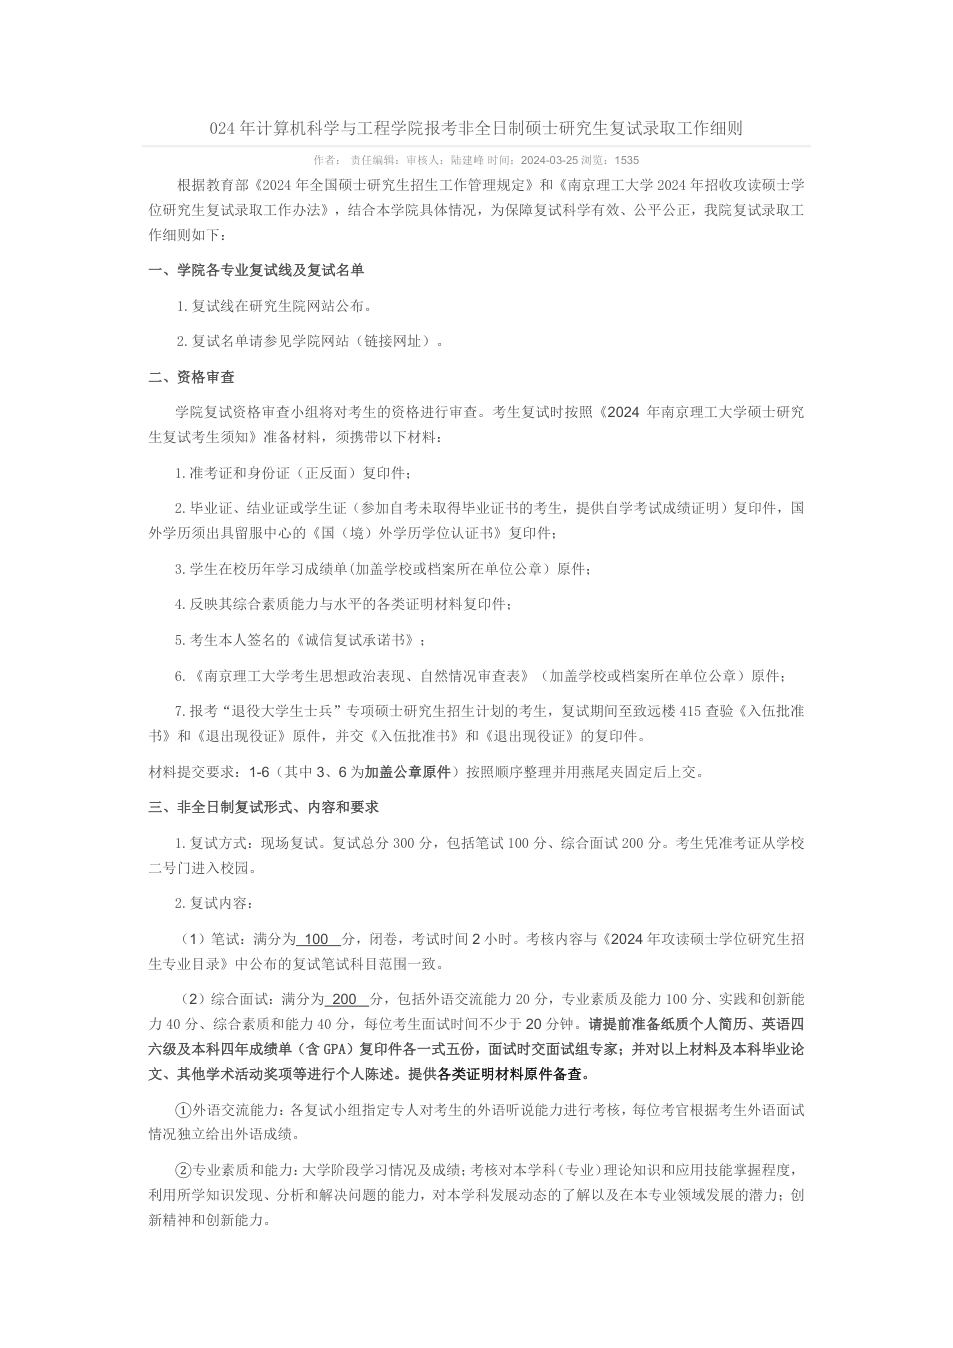 024 年计算机科学与工程学院报考非全日制硕士研究生复试录取工作细则
作者： 责任编辑：审核人：陆建峰 时间：2024-03-25 浏览：1535
根据教育部《2024 年全国硕士研究生招生工作管理规定》和《南京理工大学 2024 年招收攻读硕士学
位研究生复试录取工作办法》，结合本学院具体情况，为保障复试科学有效、公平公正，我院复试录取工
作细则如下：
一、学院各专业复试线及复试名单
1.复试线在研究生院网站公布。
2.复试名单请参见学院网站（链接网址）。
二、资格审查
学院复试资格审查小组将对考生的资格进行审查。考生复试时按照《2024 年南京理工大学硕士研究
生复试考生须知》准备材料，须携带以下材料：
1.准考证和身份证（正反面）复印件；
2.毕业证、结业证或学生证（参加自考未取得毕业证书的考生，提供自学考试成绩证明）复印件，国
外学历须出具留服中心的《国（境）外学历学位认证书》复印件；
3.学生在校历年学习成绩单(加盖学校或档案所在单位公章）原件；
4.反映其综合素质能力与水平的各类证明材料复印件；
5.考生本人签名的《诚信复试承诺书》；
6.《南京理工大学考生思想政治表现、自然情况审查表》（加盖学校或档案所在单位公章）原件；
7.报考“退役大学生士兵”专项硕士研究生招生计划的考生，复试期间至致远楼 415 查验《入伍批准
书》和《退出现役证》原件，并交《入伍批准书》和《退出现役证》的复印件。
材料提交要求：1-6（其中 3、6 为加盖公章原件）按照顺序整理并用燕尾夹固定后上交。
三、非全日制复试形式、内容和要求
1.复试方式：现场复试。复试总分 300 分，包括笔试 100 分、综合面试 200 分。考生凭准考证从学校
二号门进入校园。
2.复试内容：
（1）笔试：满分为 100 分，闭卷，考试时间 2 小时。考核内容与《2024 年攻读硕士学位研究生招
生专业目录》中公布的复试笔试科目范围一致。
（2）综合面试：满分为 200 分，包括外语交流能力 20 分，专业素质及能力 100 分、实践和创新能
力 40 分、综合素质和能力 40 分，每位考生面试时间不少于 20 分钟。请提前准备纸质个人简历、英语四
六级及本科四年成绩单（含 GPA）复印件各一式五份，面试时交面试组专家；并对以上材料及本科毕业论
文、其他学术活动奖项等进行个人陈述。提供各类证明材料原件备查。
①外语交流能力：各复试小组指定专人对考生的外语听说能力进行考核，每位考官根据考生外语面试
情况独立给出外语成绩。
②专业素质和能力：大学阶段学习情况及成绩；考核对本学科（专业）理论知识和应用技能掌握程度，
利用所学知识发现、分析和解决问题的能力，对本学科发展动态的了解以及在本专业领域发展的潜力；创
新精神和创新能力。